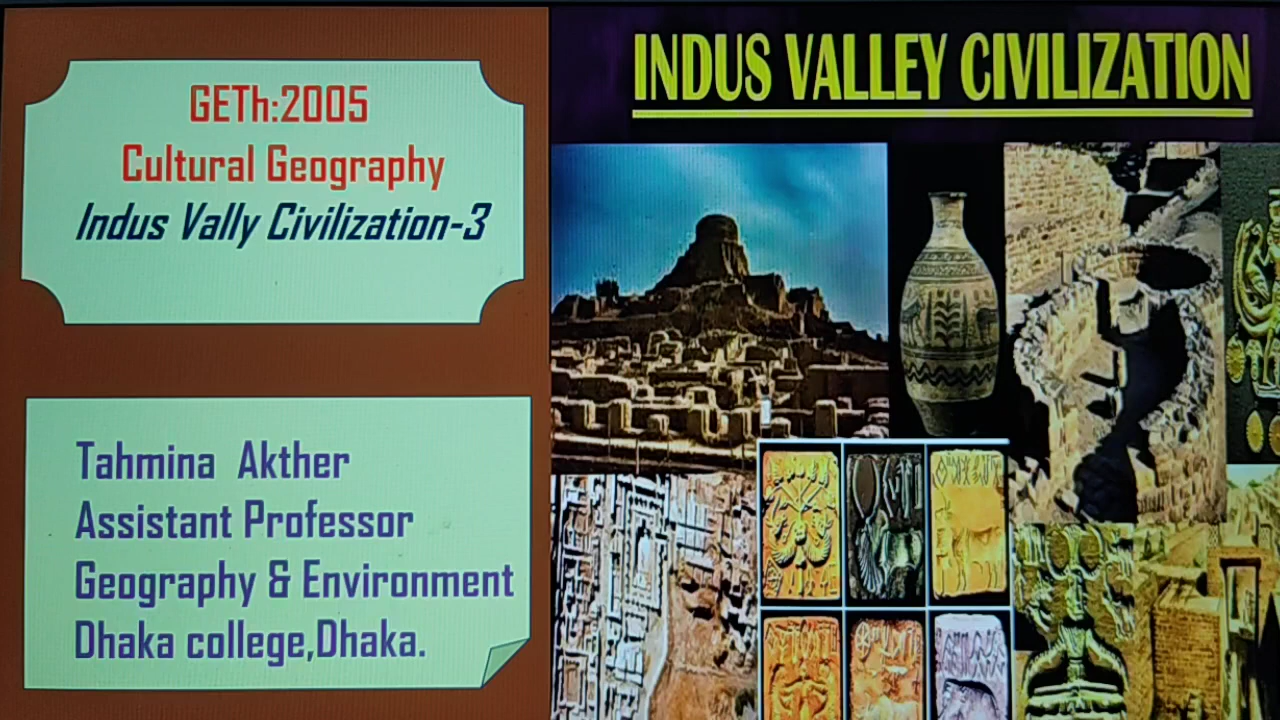 GETh:2005
Cultural Geography
Indus Vally Civilization-3
Tahmina Akther
Assistant Professor
Geography & Environment
Dhaka college,Dhaka.
INDUS VALLEY CIVILIZATION